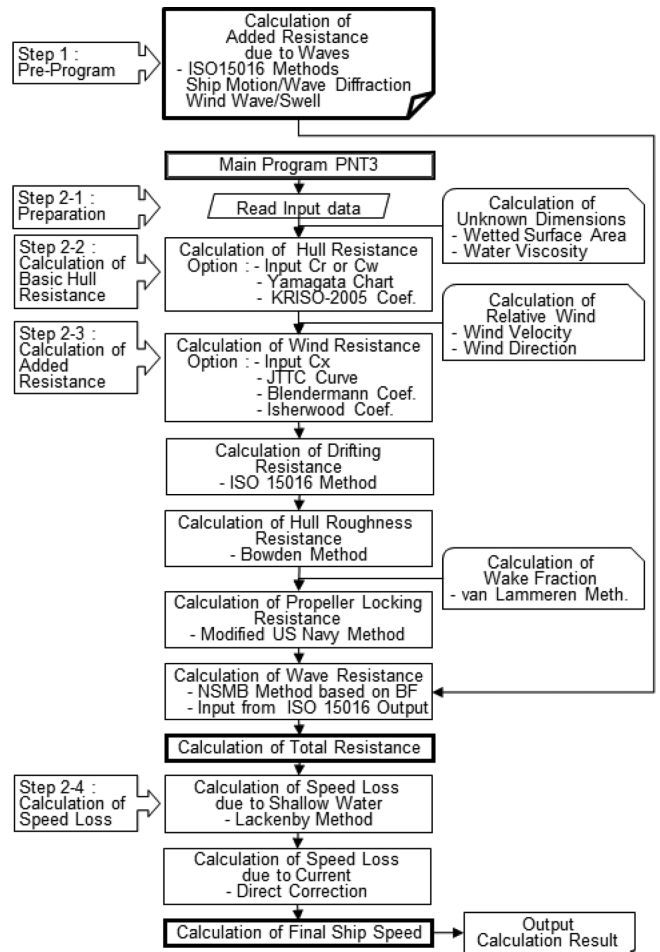 Step 1 :
Pre-Program
Calculation of
Added Resistance
due to Waves
- ISO15016 Methods
Ship Motion/Wave Diffraction
Wind Wave/Swell
Main Program PNT3
Step 2-1 :
Preparation
Read Input data
Calculation of
Unknown Dimensions
- Wetted Surface Area
- Water Viscosity
Step 2-2 :
Calculation of
Basic Hull
Resistance
Calculation of Hull Resistance
Option : - Input Cr or Cw
- Yamagata Chart
- KRISO-2005 Coef.
Calculation of
Relative Wind
- Wind Velocity
- Wind Direction
Step 2-3 :
Calculation of
Added
Resistance
Calculation of Wind Resistance
Option : - Input Cx
- JTTC Curve
- Blendermann Coef.
- Isherwood Coef.
Calculation of Drifting
Resistance
- ISO 15016 Method
Calculation of Hull Roughness
Resistance
- Bowden Method
Calculation of
Wake Fraction
- van Lammeren Meth.
Calculation of Propeller Locking
Resistance
- Modified US Navy Method
Calculation of Wave Resistance
- NSMB Method based on BF
- Input from ISO 15016 Output
Calculation of Total Resistance
Step 2-4 :
Calculation of
Speed Loss
Calculation of Speed Loss
due to Shallow Water
- Lackenby Method
Calculation of Speed Loss
due to Current
- Direct Correction
Calculation of Final Ship Speed
Output
Calculation Result